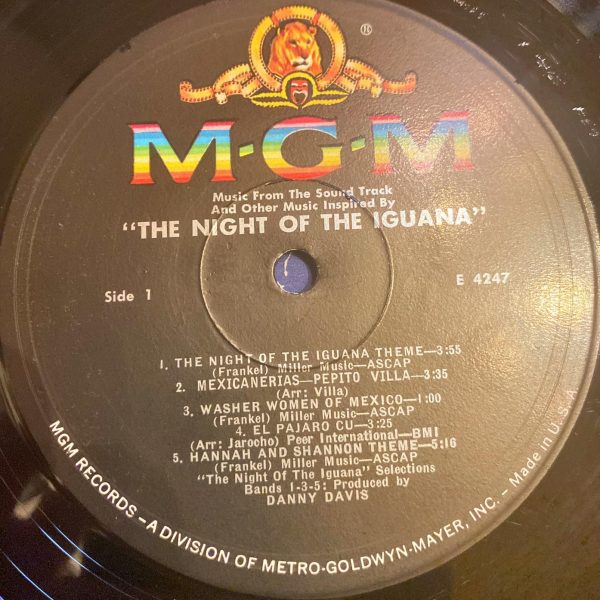 ®
M-G-M
Music From The Sound Track
And Other Music Inspired By
"THE NIGHT OF THE IGUANA"
Side 1
E 4247
1. THE NIGHT OF THE IGUANA THEME—3:55
(Frankel) Miller Music—ASCAP
2. MEXICANERIAS—PEPITO VILLA—3:35
(Arr: Villa)
3. WASHER WOMEN OF MEXICO—1:00
(Frankel) Miller Music—ASCAP
4. EL PAJARO CU—3:25
(Arr: Jarocho) Peer International—BMI
5. HANNAH AND SHANNON THEME—5:16
(Frankel) Miller Music—ASCAP
"The Night Of The Iguana" Selections
Bands 1-3-5: Produced by
DANNY DAVIS
MGM RECORDS – A DIVISION OF METRO-GOLDWYN-MAYER, INC. – Made in U.S.A.